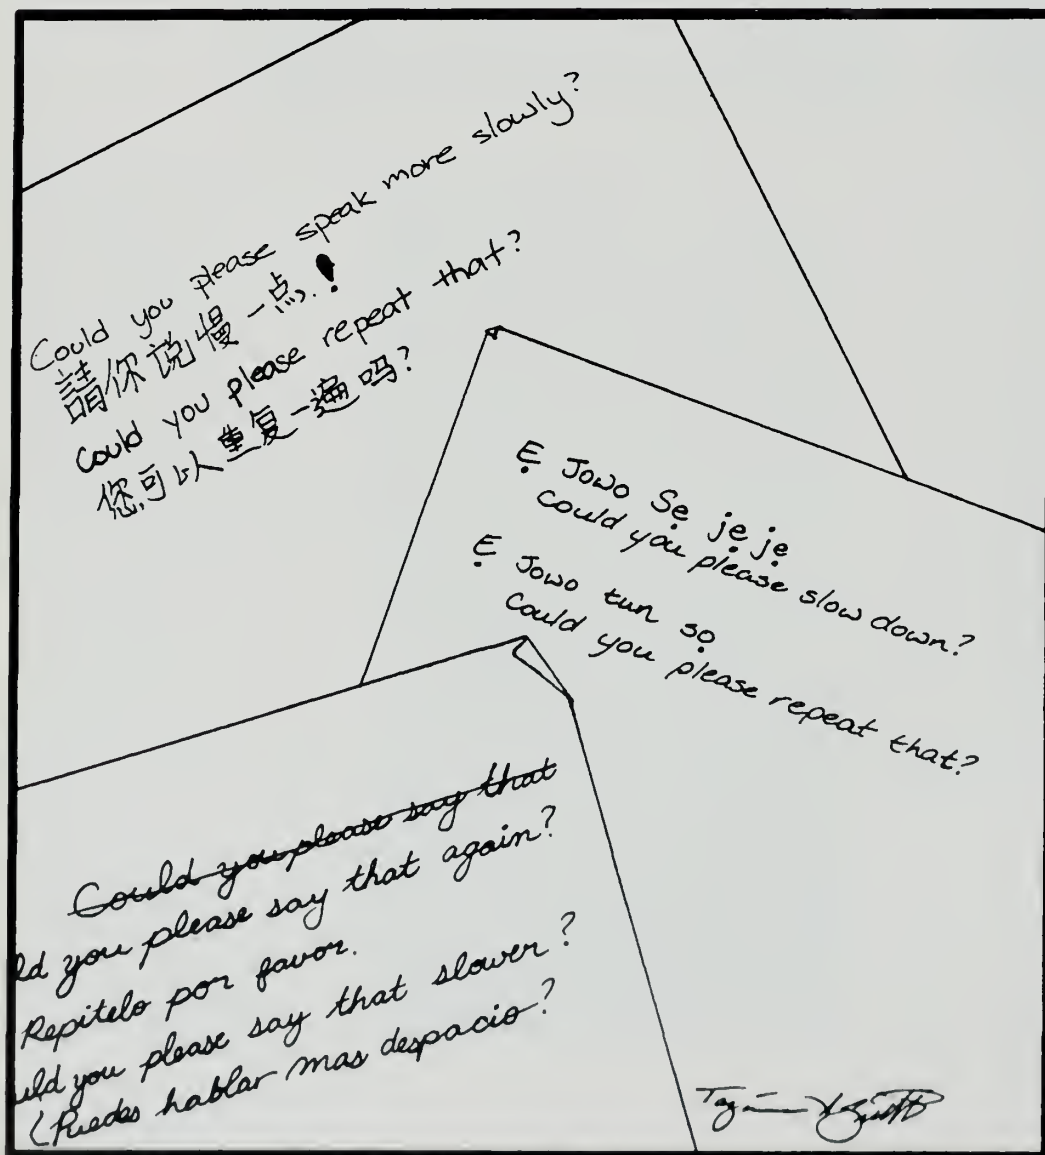 Could you please speak more slowly?
請你说慢一点!
Could you please repeat that?
您可以重复一遍吗?
Ẹ Jowo Sẹ jẹ jẹ
could you please slow down?
Ẹ Jowo tun sọ
could you please repeat that?
Could you please say that
ld you please say that again?
Repitelo por favor.
uld you please say that slower?
¿Puedes hablar mas despacio?